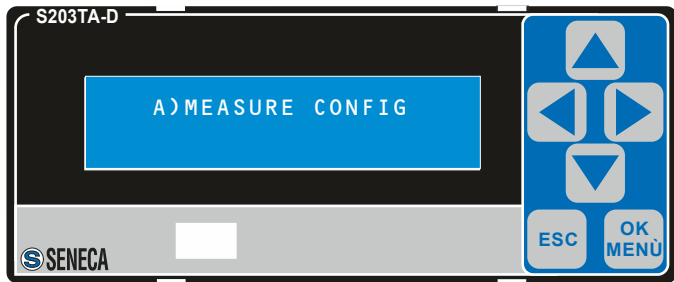 S203TA-D
A)MEASURE CONFIG
ESC
OK
MENÙ
SENECA